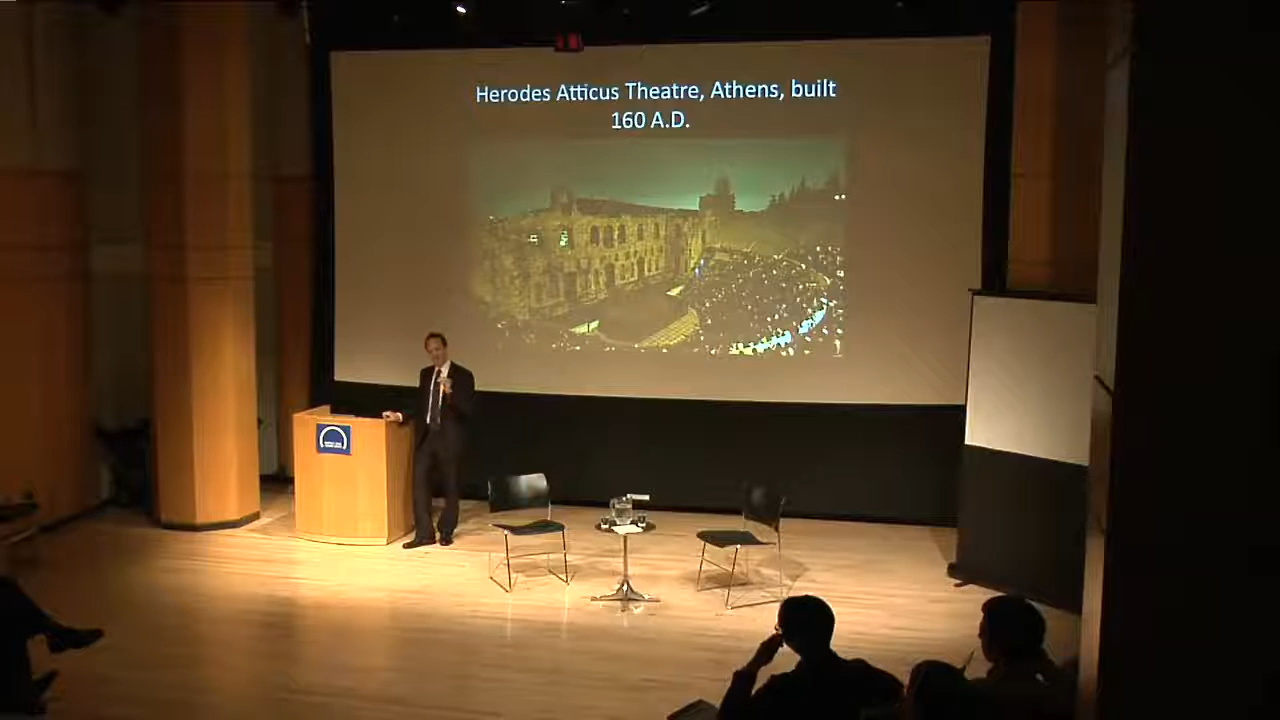 Herodes Atticus Theatre, Athens, built
160 A.D.